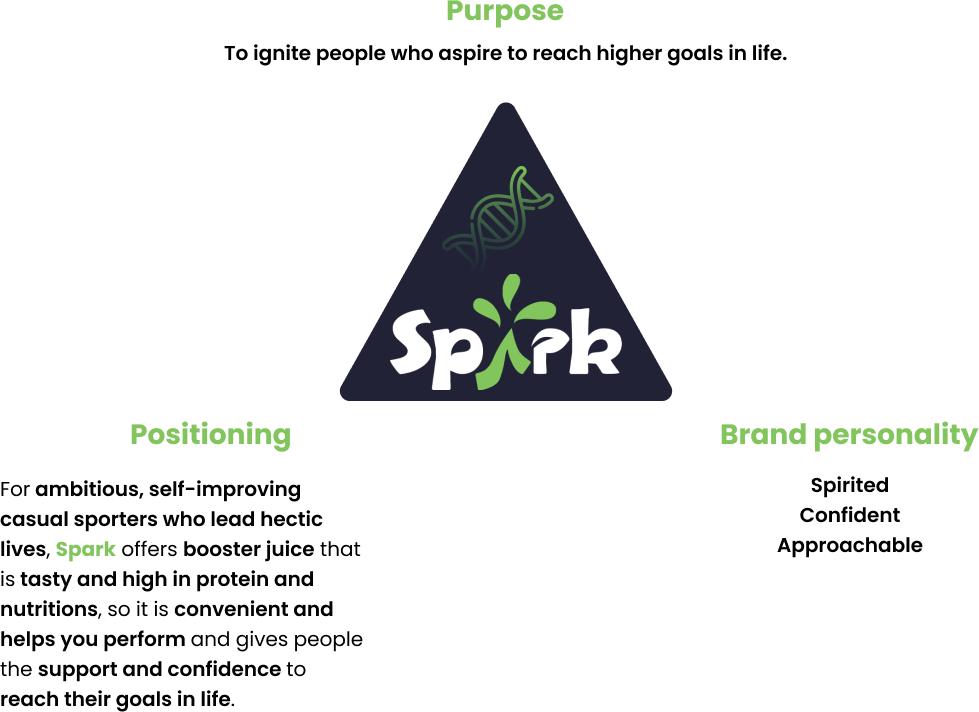 Purpose
To ignite people who aspire to reach higher goals in life.
Spark
Positioning
For ambitious, self-improving
casual sporters who lead hectic
lives, Spark offers booster juice that
is tasty and high in protein and
nutritions, so it is convenient and
helps you perform and gives people
the support and confidence to
reach their goals in life.
Brand personality
Spirited
Confident
Approachable